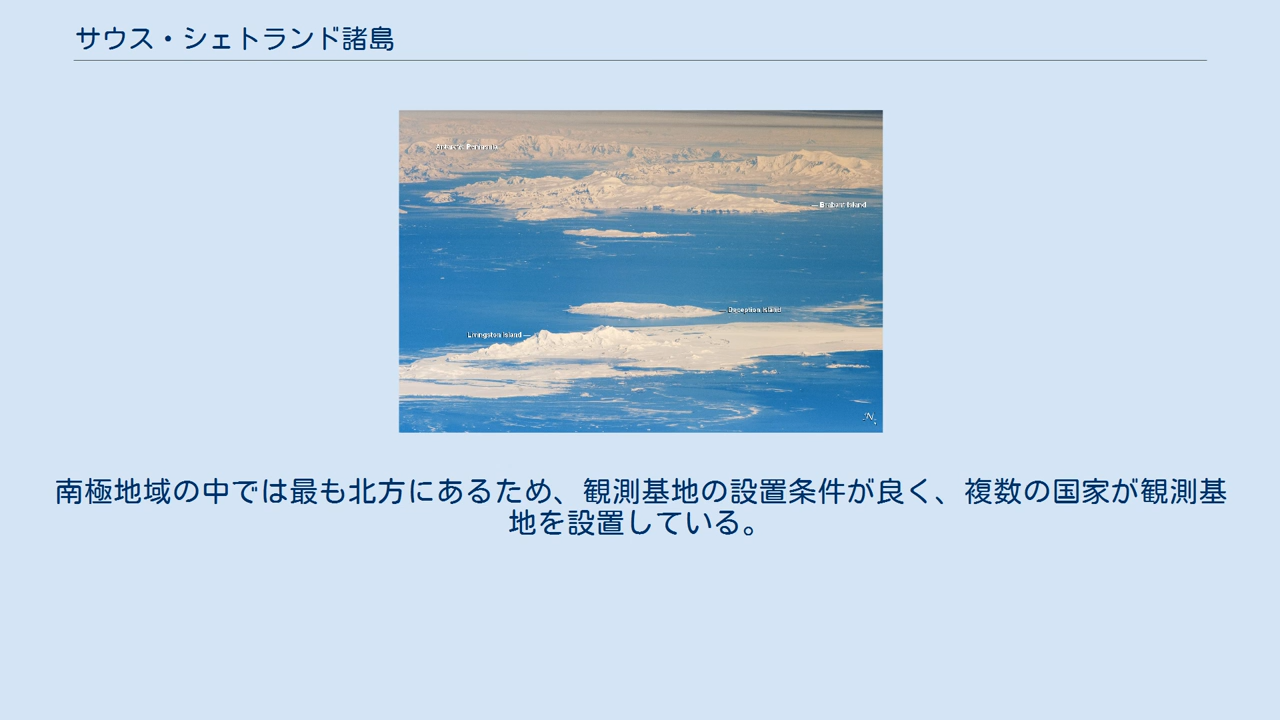 サウス・シェトランド諸島
Antarctic Peninsula
Brabant Island
Deception Island
Livingston Island
N
南極地域の中では最も北方にあるため、観測基地の設置条件が良く、複数の国家が観測基
地を設置している。